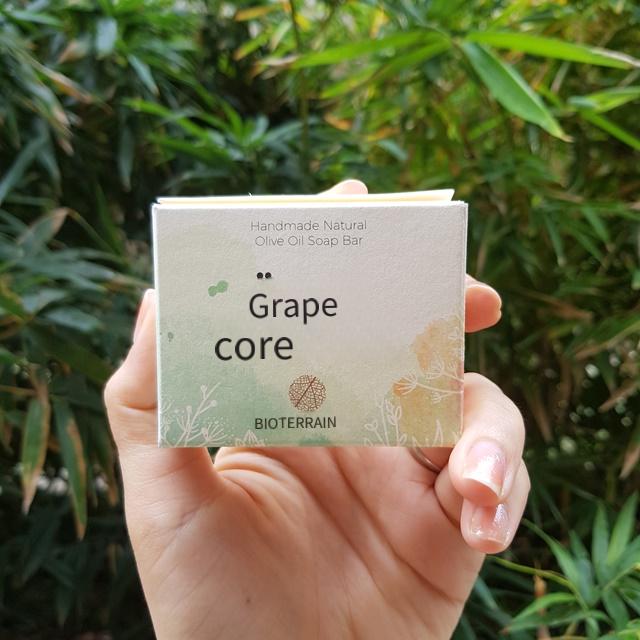 Handmade Natural
Olive Oil Soap Bar
Grape
core
BIOTERRAIN